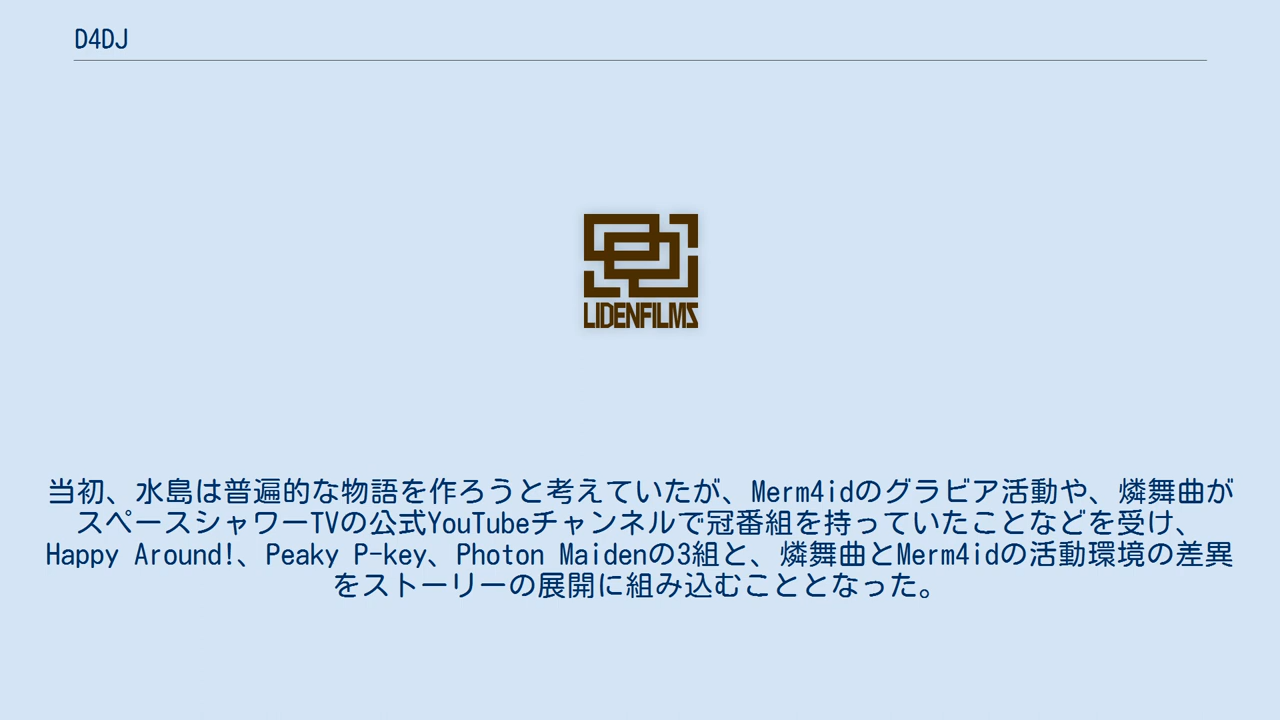 D4DJ
LIDENFILMS
当初、水島は普遍的な物語を作ろうと考えていたが、Merm4idのグラビア活動や、燐舞曲が
スペースシャワーTVの公式YouTubeチャンネルで冠番組を持っていたことなどを受け、
Happy Around!、Peaky P-key、Photon Maidenの3組と、燐舞曲とMerm4idの活動環境の差異
をストーリーの展開に組み込むこととなった。